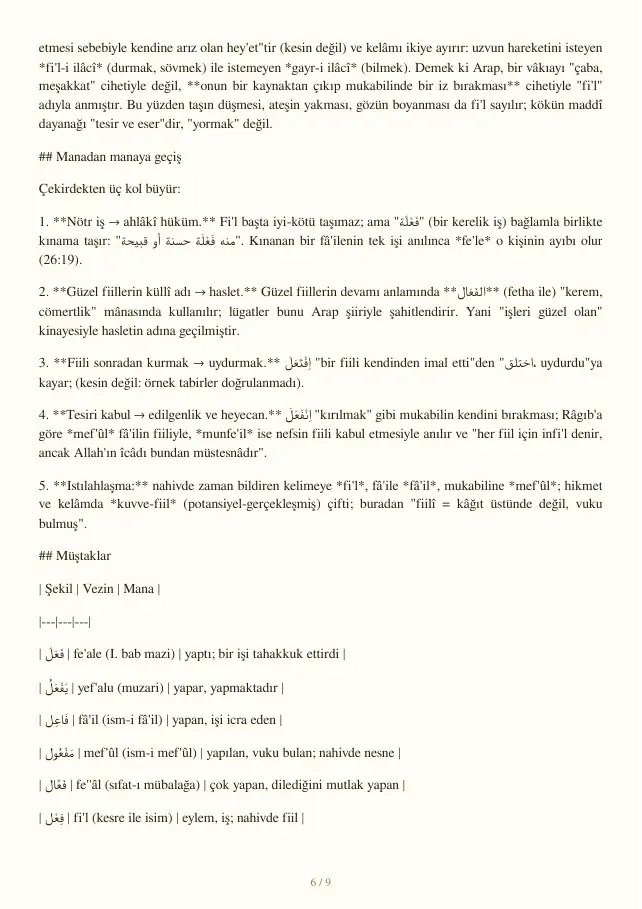 etmesi sebebiyle kendine arız olan hey'et"tir (kesin değil) ve kelâmı ikiye ayırır: uzvun hareketini isteyen
*fi'l-i ilâcî* (durmak, sövmek) ile istemeyen *gayr-i ilâcî* (bilmek). Demek ki Arap, bir vâkıayı "çaba,
meşakkat" cihetiyle değil, **onun bir kaynaktan çıkıp mukabilinde bir iz bırakması** cihetiyle "fi'l"
adıyla anmıştır. Bu yüzden taşın düşmesi, ateşin yakması, gözün boyanması da fi'l sayılır; kökün maddî
dayanağı "tesir ve eser"dir, "yormak" değil.
## Manadan manaya geçiş
Çekirdekten üç kol büyür:
1. **Nötr iş → ahlâkî hüküm.** Fi'l başta iyi-kötü taşımaz; ama "فَعْلَة" (bir kerelik iş) bağlamla birlikte
kınama taşır: "منه فَعْلَة حسنة أو قبيحة". Kınanan bir fâ'ilenin tek işi anılınca *fe'le* o kişinin ayıbı olur
(26:19).
2. **Güzel fiillerin küllî adı → haslet.** Güzel fiillerin devamı anlamında **الفَعَال** (fetha ile) "kerem,
cömertlik" mânasında kullanılır; lügatler bunu Arap şiiriyle şahitlendirir. Yani "işleri güzel olan"
kinayesiyle hasletin adına geçilmiştir.
3. **Fiili sonradan kurmak → uydurmak.** اِفْتَعَلَ "bir fiili kendinden imal etti"den "اختلق، uydurdu"ya
kayar; (kesin değil: örnek tabirler doğrulanmadı).
4. **Tesiri kabul → edilgenlik ve heyecan.** اِنْفَعَلَ "kırılmak" gibi mukabilin kendini bırakması; Râgıb'a
göre *mef'ûl* fâ'ilin fiiliyle, *munfe'il* ise nefsin fiili kabul etmesiyle anılır ve "her fiil için infi'l denir,
ancak Allah'ın îcâdı bundan müstesnâdır".
5. **Istılahlaşma:** nahivde zaman bildiren kelimeye *fi'l*, fâ'ile *fâ'il*, mukabiline *mef'ûl*; hikmet
ve kelâmda *kuvve-fiil* (potansiyel-gerçekleşmiş) çifti; buradan "fiilî = kâğıt üstünde değil, vuku
bulmuş".
## Müştaklar
| Şekil | Vezin | Mana |
|---|---|---|
| فَعَلَ | fe'ale (I. bab mazi) | yaptı; bir işi tahakkuk ettirdi |
| يَفْعَلُ | yef'alu (muzari) | yapar, yapmaktadır |
| فَاعِل | fâ'il (ism-i fâ'il) | yapan, işi icra eden |
| مَفْعُول | mef'ûl (ism-i mef'ûl) | yapılan, vuku bulan; nahivde nesne |
| فعَّال | fe''âl (sıfat-ı mübalağa) | çok yapan, dilediğini mutlak yapan |
| فِعْل | fi'l (kesre ile isim) | eylem, iş; nahivde fiil |
6 / 9